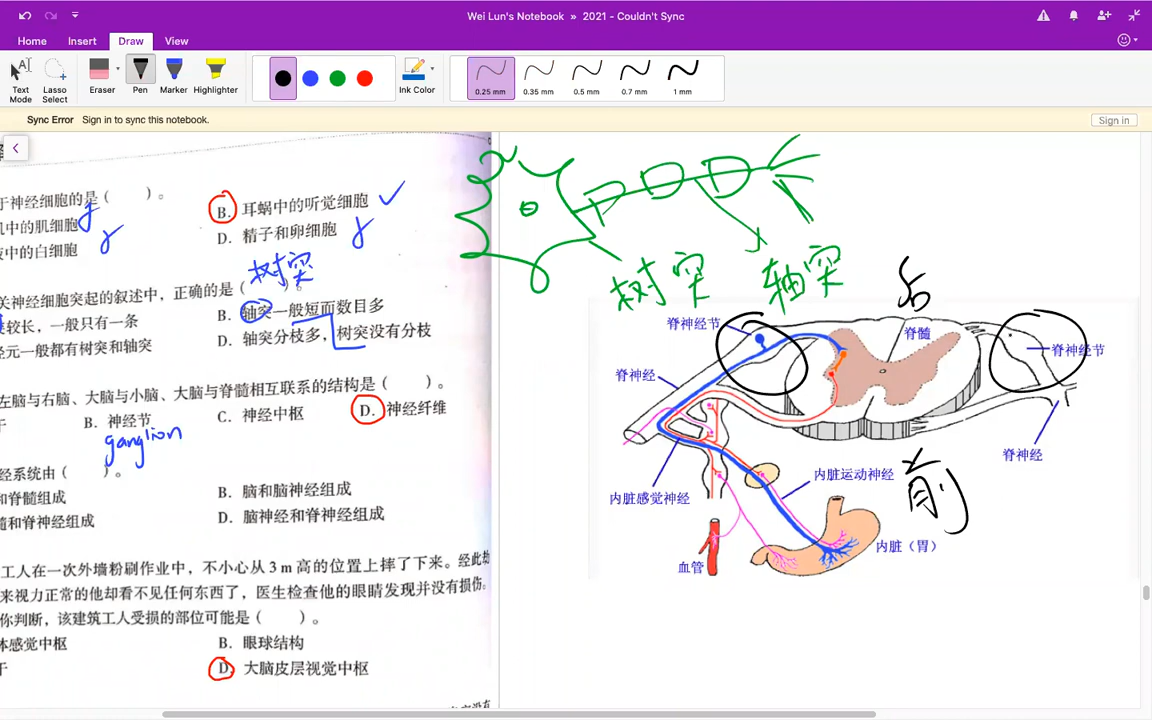 Wei Lun's Notebook » 2021 - Couldn't Sync
Home Insert Draw View
Text Mode
Lasso Select
Eraser
Pen
Marker
Highlighter
Ink Color
0.25 mm
0.35 mm
0.5 mm
0.7 mm
1 mm
Sync Error Sign in to sync this notebook.
Sign in
于神经细胞的是（ ）。
肌中的肌细胞
B. 耳蜗中的听觉细胞
液中的白细胞
D. 精子和卵细胞
树突
关神经细胞突起的叙述中，正确的是（ ）。
较长，一般只有一条
B. 轴突一般短而数目多
经元一般都有树突和轴突
D. 轴突分枝多，树突没有分枝
左脑与右脑、大脑与小脑、大脑与脊髓相互联系的结构是（ ）。
干
B. 神经节
C. 神经中枢
D. 神经纤维
ganglion
经系统由（ ）。
和脊髓组成
B. 脑和脑神经组成
髓和脊神经组成
D. 脑神经和脊神经组成
工人在一次外墙粉刷作业中，不小心从 3 m 高的位置上摔了下来。经此
来视力正常的他却看不见任何东西了，医生检查他的眼睛发现并没有损伤。
你判断，该建筑工人受损的部位可能是（ ）。
体感觉中枢
B. 眼球结构
干
D. 大脑皮层视觉中枢
树突
轴突
后
脊神经节
脊髓
脊神经节
脊神经
脊神经
前
内脏运动神经
内脏感觉神经
内脏（胃）
血管